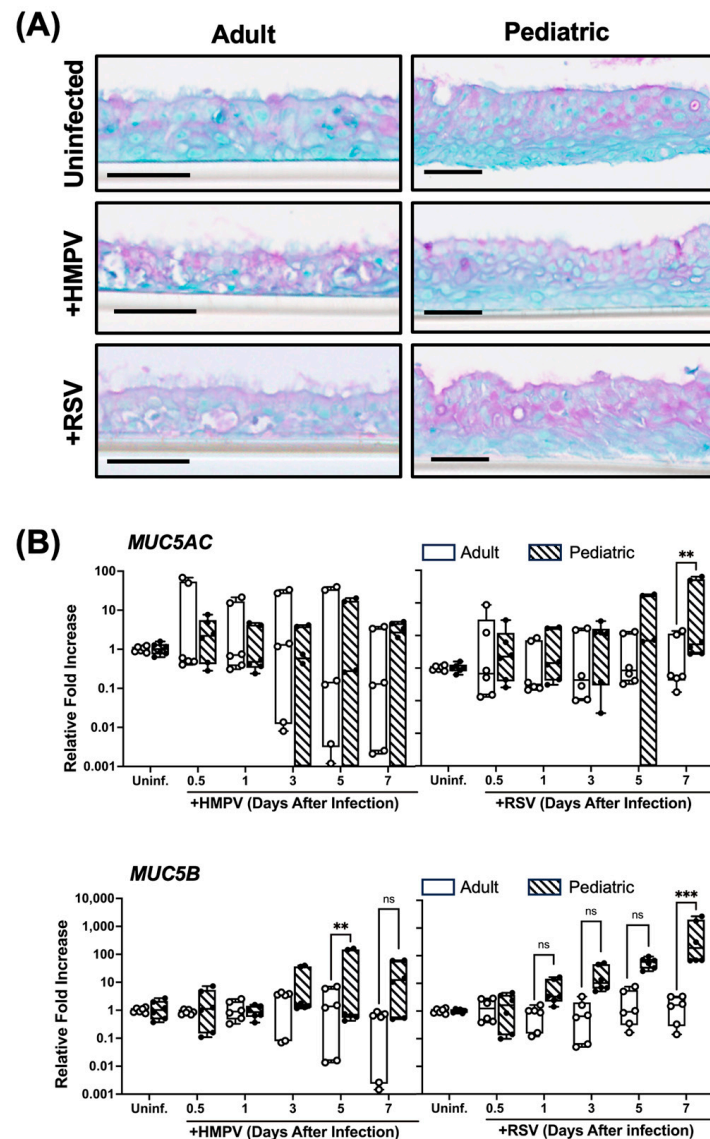 (A)
Adult Pediatric
Uninfected
+HMPV
+RSV
(B)
MUC5AC
Adult Pediatric
**
Relative Fold Increase
100
10
1
0.1
0.01
0.001
Uninf. 0.5 1 3 5 7 Uninf. 0.5 1 3 5 7
+HMPV (Days After Infection) +RSV (Days After Infection)
MUC5B
Adult Pediatric
** ns ns ns ns ***
Relative Fold Increase
10,000
1,000
100
10
1
0.1
0.01
0.001
Uninf. 0.5 1 3 5 7 Uninf. 0.5 1 3 5 7
+HMPV (Days After Infection) +RSV (Days After infection)